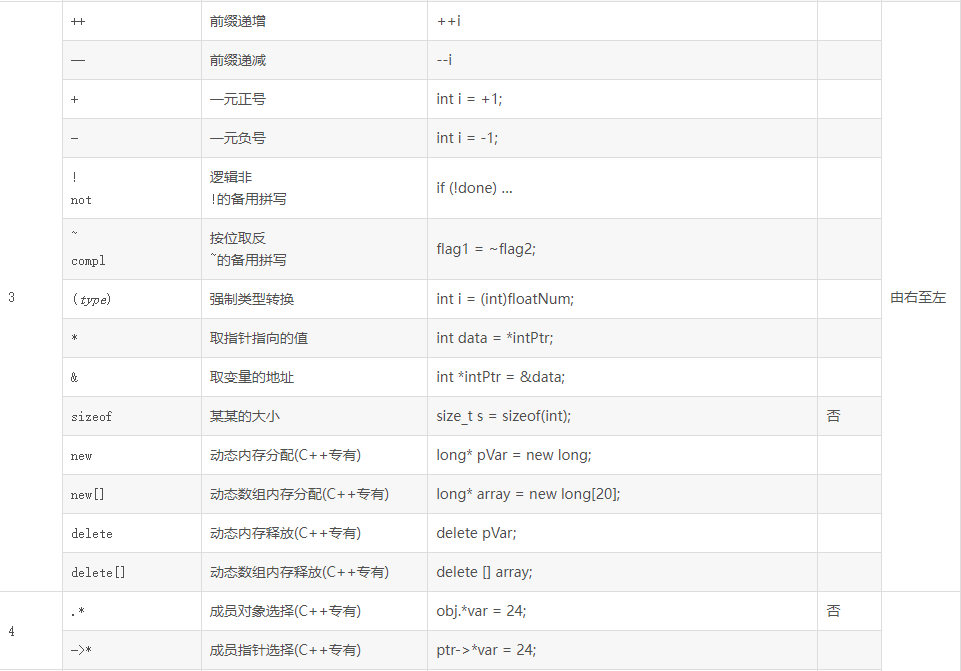 ++ 前缀递增 ++i
— 前缀递减 --i
+ 一元正号 int i = +1;
− 一元负号 int i = -1;
! 逻辑非
if (!done) ...
not !的备用拼写
~ 按位取反
flag1 = ~flag2;
compl ~的备用拼写
3 (type) 强制类型转换 int i = (int)floatNum; 由右至左
* 取指针指向的值 int data = *intPtr;
& 取变量的地址 int *intPtr = &data;
sizeof 某某的大小 size_t s = sizeof(int); 否
new 动态内存分配(C++专有) long* pVar = new long;
new[] 动态数组内存分配(C++专有) long* array = new long[20];
delete 动态内存释放(C++专有) delete pVar;
delete[] 动态数组内存释放(C++专有) delete [] array;
.* 成员对象选择(C++专有) obj.*var = 24; 否
4
->* 成员指针选择(C++专有) ptr->*var = 24;